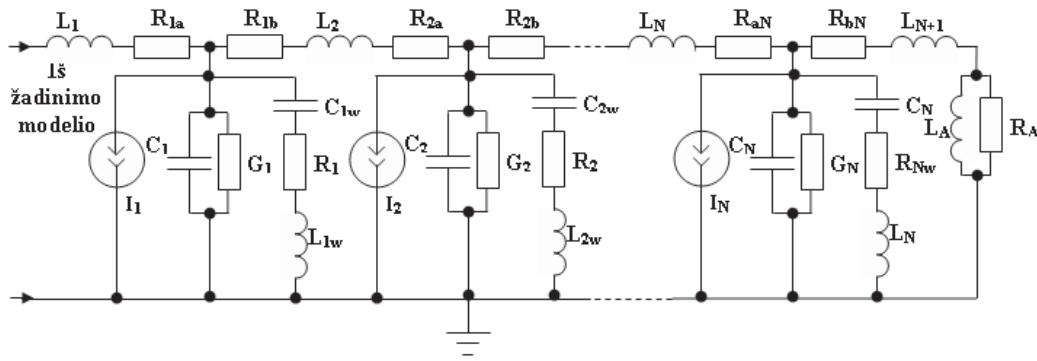 L1 R1a R1b L2 R2a R2b LN RaN RbN LN+1
Iš
žadinimo
modelio
C1w C2w CN
C1 G1 R1 C2 G2 R2 CN GN RNw LA RA
I1 I2 IN
L1w L2w LN